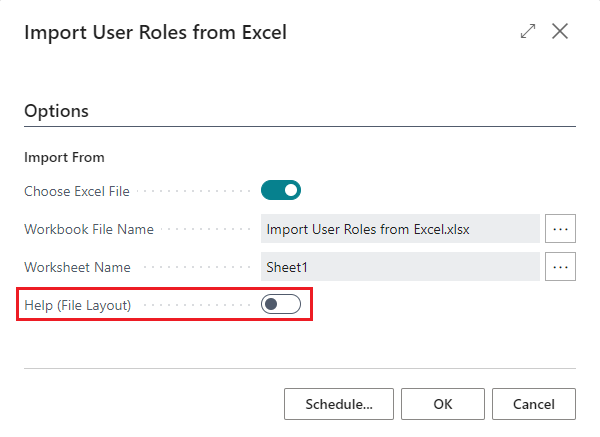 Import User Roles from Excel
Options
Import From
Choose Excel File
Workbook File Name Import User Roles from Excel.xlsx ...
Worksheet Name Sheet1 ...
Help (File Layout)
Schedule... OK Cancel